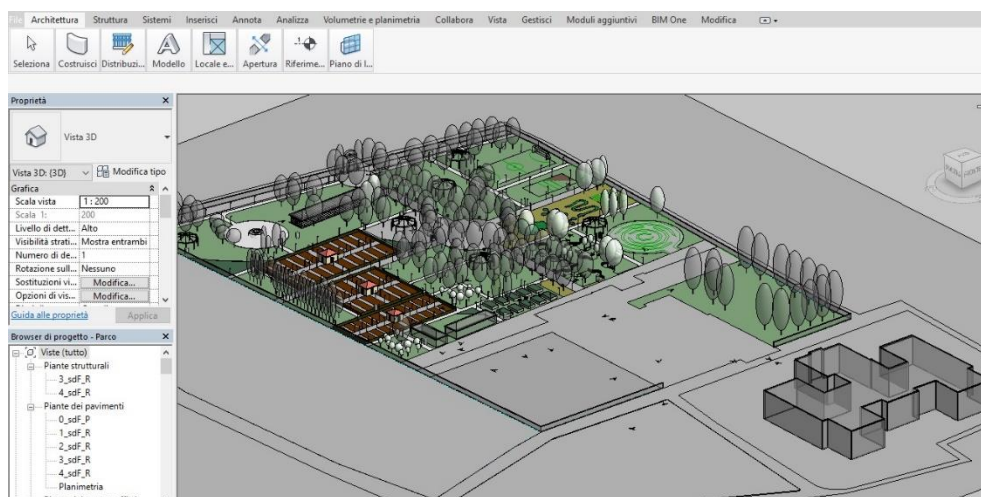 File Architettura Struttura Sistemi Inserisci Annota Analizza Volumetrie e planimetria Collabora Vista Gestisci Moduli aggiuntivi BIM One Modifica
Seleziona Costruisci Distribuzi... Modello Locale e... Apertura Riferime... Piano di l...
Proprietà
Vista 3D
Vista 3D: {3D} Modifica tipo
Grafica
Scala vista 1 : 200
Scala 1: 200
Livello di dett... Alto
Visibilità strati... Mostra entrambi
Numero di de... 1
Rotazione sull... Nessuno
Sostituzioni vi... Modifica...
Opzioni di vis... Modifica...
Guida alle proprietà Applica
Browser di progetto - Parco
Viste (tutto)
Piante strutturali
3_sdF_R
4_sdF_R
Piante dei pavimenti
0_sdF_P
1_sdF_R
2_sdF_R
3_sdF_R
4_sdF_R
Planimetria